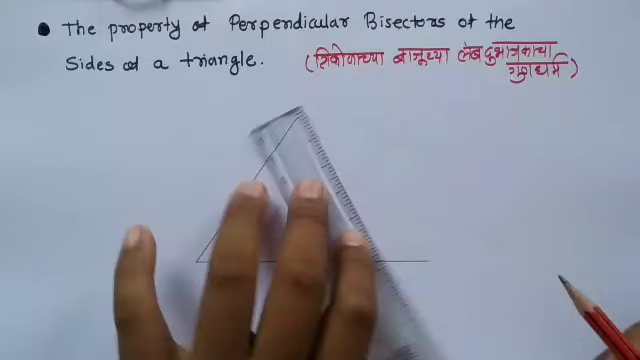 The property of Perpendicular Bisectors of the
Sides of a triangle. (त्रिकोणाच्या बाजूच्या लंबदुभाजकाचा
गुणधर्म)